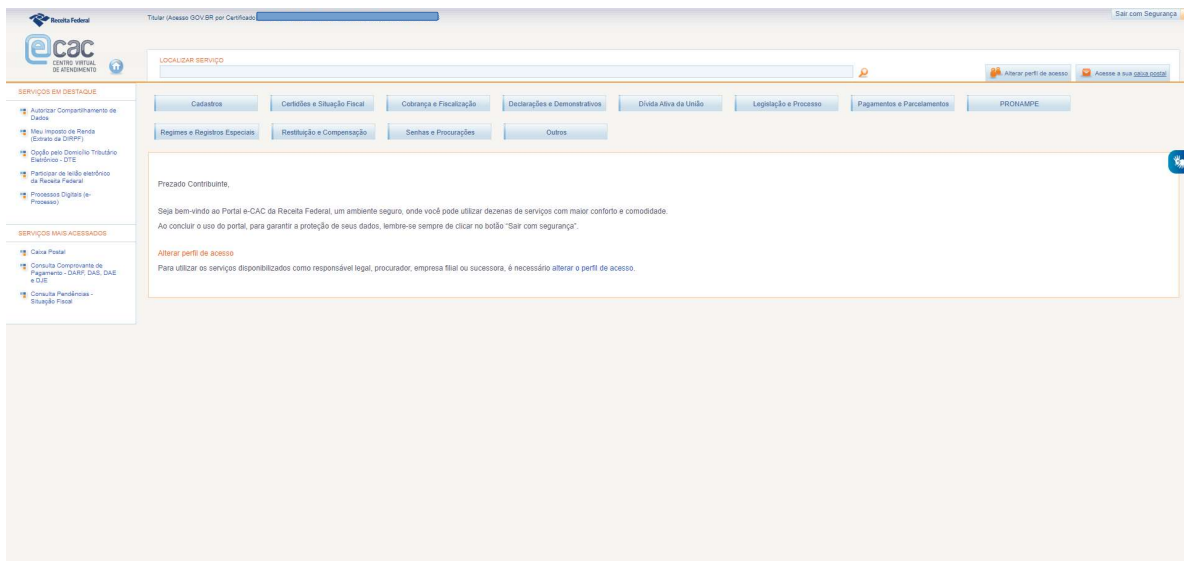 Receita Federal
Titular (Acesso GOV.BR por Certificado
Sair com Segurança
ecac
CENTRO VIRTUAL
DE ATENDIMENTO
LOCALIZAR SERVIÇO
Alterar perfil de acesso
Acesse a sua caixa postal
SERVIÇOS EM DESTAQUE
Autorizar Compartilhamento de
Dados
Meu Imposto de Renda
(Extrato da DIRPF)
Opção pelo Domicílio Tributário
Eletrônico - DTE
Participar de leilão eletrônico
da Receita Federal
Processos Digitais (e-
Processo)
SERVIÇOS MAIS ACESSADOS
Caixa Postal
Consulta Comprovante de
Pagamento - DARF, DAS, DAE
e DJE
Consulta Pendências -
Situação Fiscal
Cadastros
Certidões e Situação Fiscal
Cobrança e Fiscalização
Declarações e Demonstrativos
Dívida Ativa da União
Legislação e Processo
Pagamentos e Parcelamentos
PRONAMPE
Regimes e Registros Especiais
Restituição e Compensação
Senhas e Procurações
Outros
Prezado Contribuinte,
Seja bem-vindo ao Portal e-CAC da Receita Federal, um ambiente seguro, onde você pode utilizar dezenas de serviços com maior conforto e comodidade.
Ao concluir o uso do portal, para garantir a proteção de seus dados, lembre-se sempre de clicar no botão "Sair com segurança".
Alterar perfil de acesso
Para utilizar os serviços disponibilizados como responsável legal, procurador, empresa filial ou sucessora, é necessário alterar o perfil de acesso.